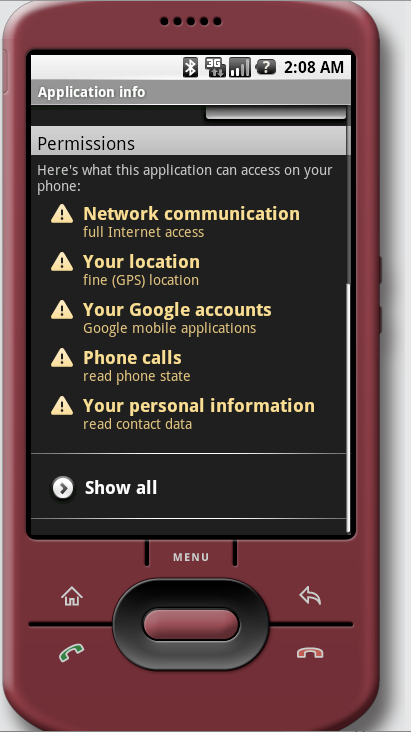 3G
?
2:08 AM
Application info
Permissions
Here's what this application can access on your
phone:
Network communication
full Internet access
Your location
fine (GPS) location
Your Google accounts
Google mobile applications
Phone calls
read phone state
Your personal information
read contact data
Show all
MENU